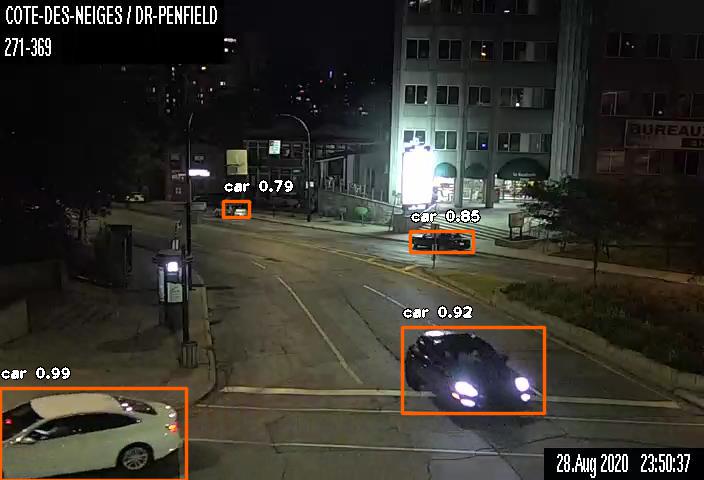 COTE-DES-NEIGES / DR-PENFIELD
271-369
car 0.79
car 0.85
BUREAUX
car 0.92
car 0.99
28.Aug 2020 23:50:37